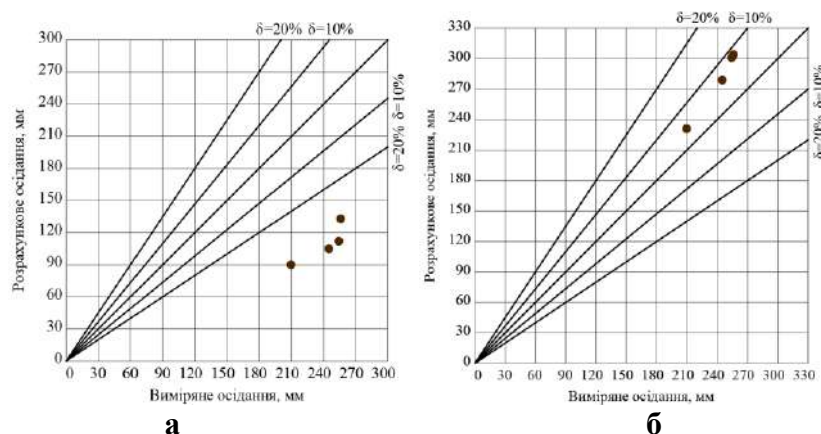 δ=20% δ=10%
300
270
240
210
180
150
120
90
60
30
0
Розрахункове осідання, мм
δ=10%
δ=20%
0 30 60 90 120 150 180 210 240 270 300
Виміряне осідання, мм
а
δ=20% δ=10%
330
300
270
240
210
180
150
120
90
60
30
0
Розрахункове осідання, мм
δ=10%
δ=20%
0 30 60 90 120 150 180 210 240 270 300 330
Виміряне осідання, мм
б